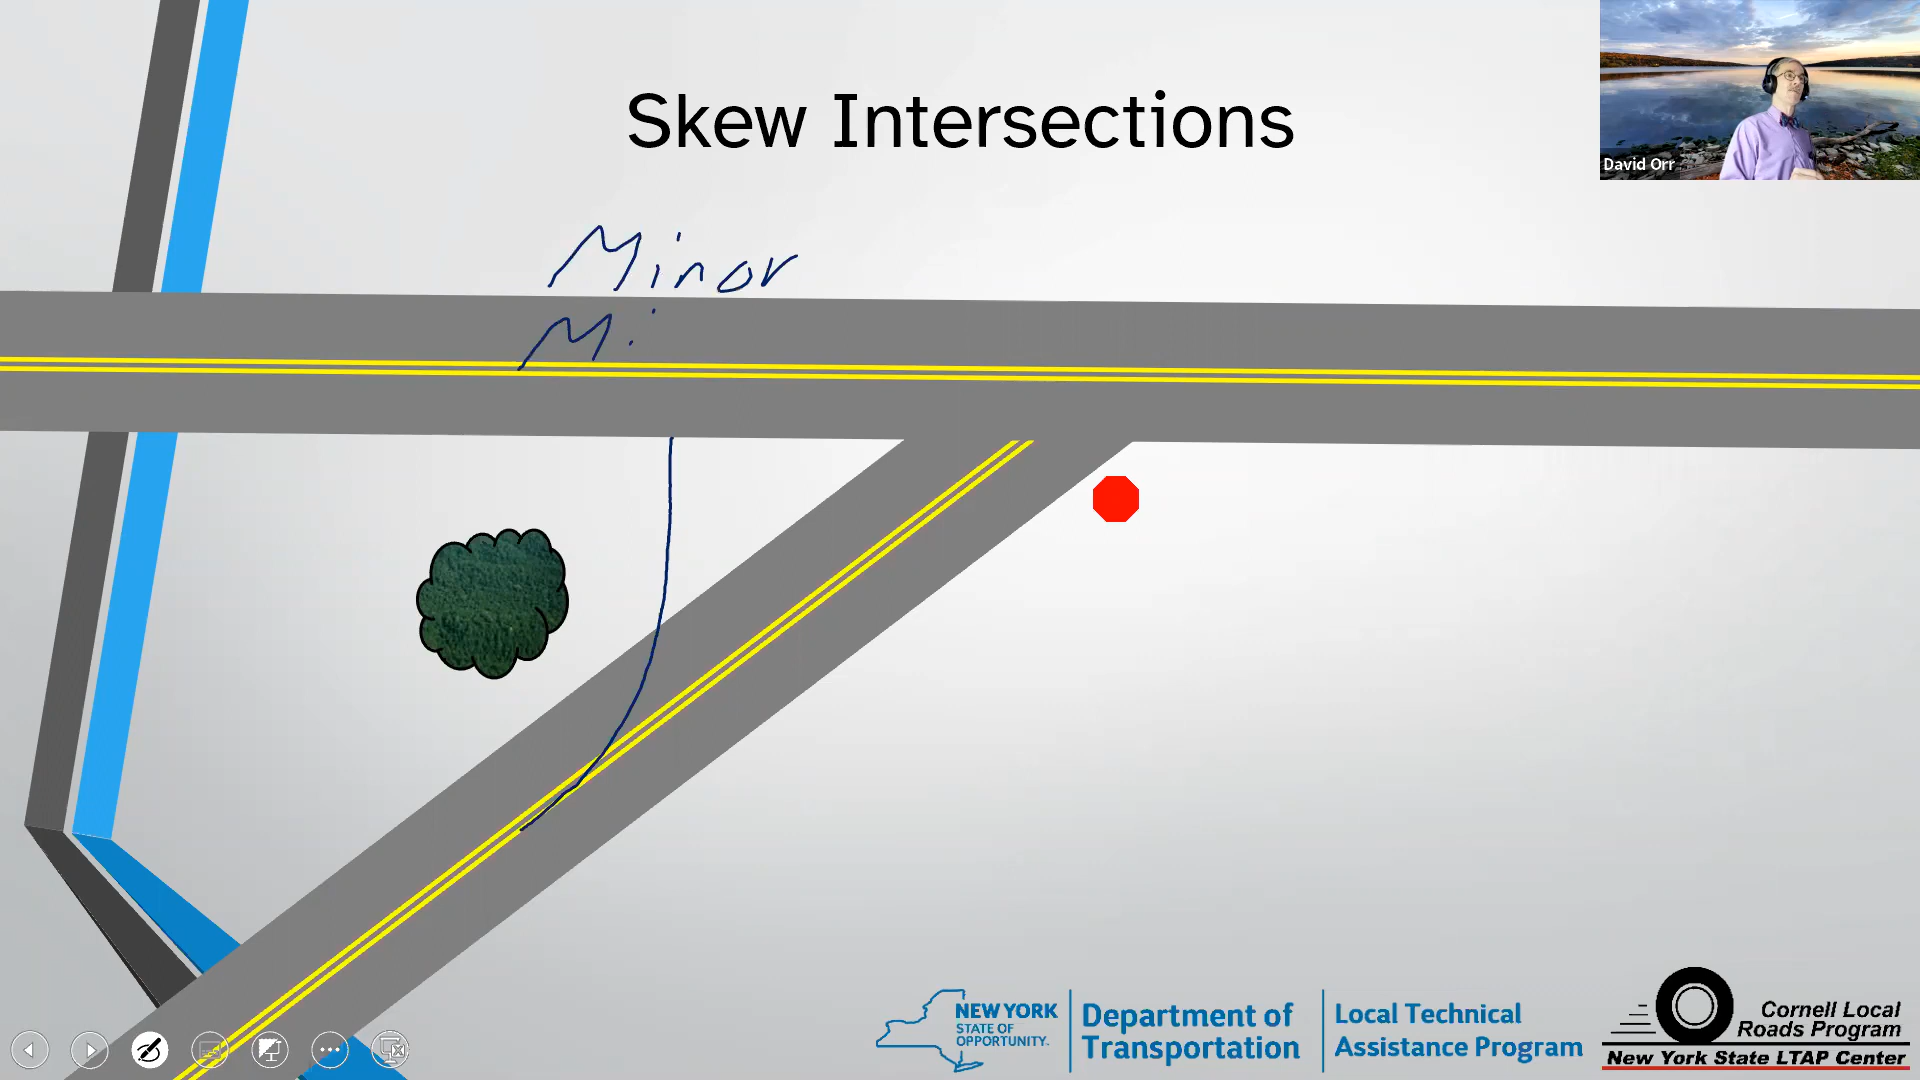 Skew Intersections
David Orr
Minor
Mi
NEW YORK
STATE OF
OPPORTUNITY.
Department of
Transportation
Local Technical
Assistance Program
Cornell Local
Roads Program
New York State LTAP Center